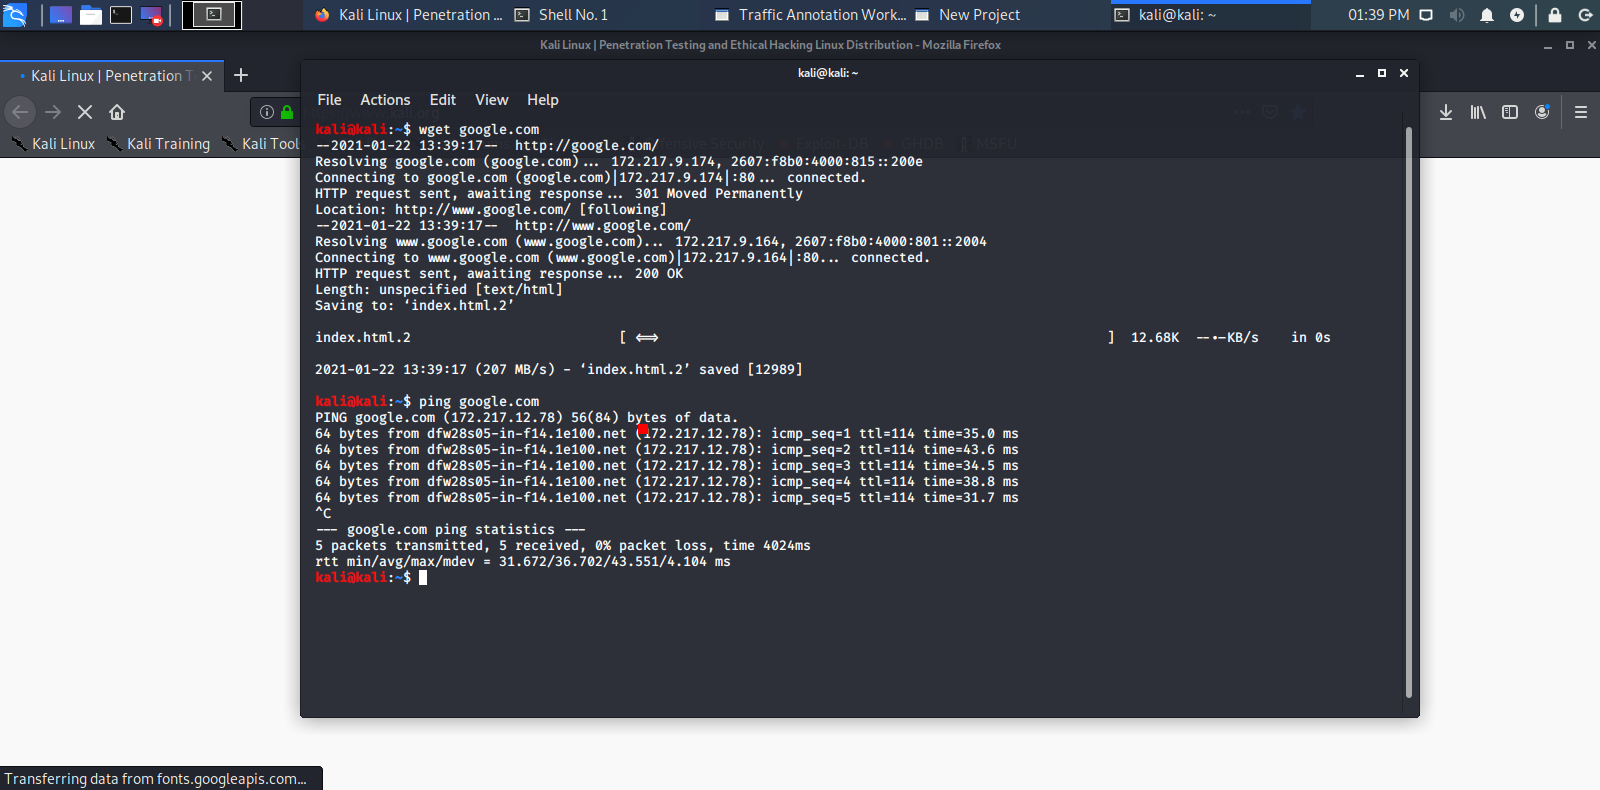 Kali Linux | Penetration ...
Shell No. 1
Traffic Annotation Work...
New Project
kali@kali: ~
01:39 PM
Kali Linux | Penetration Testing and Ethical Hacking Linux Distribution - Mozilla Firefox
Kali Linux | Penetration T
kali@kali: ~
File Actions Edit View Help
Kali Linux
Kali Training
Kali Tool
ffensive Security
Exploit-DB
GHDB
MSFU
kali@kali:~$ wget google.com
--2021-01-22 13:39:17-- http://google.com/
Resolving google.com (google.com)... 172.217.9.174, 2607:f8b0:4000:815::200e
Connecting to google.com (google.com)|172.217.9.174|:80... connected.
HTTP request sent, awaiting response... 301 Moved Permanently
Location: http://www.google.com/ [following]
--2021-01-22 13:39:17-- http://www.google.com/
Resolving www.google.com (www.google.com)... 172.217.9.164, 2607:f8b0:4000:801::2004
Connecting to www.google.com (www.google.com)|172.217.9.164|:80... connected.
HTTP request sent, awaiting response... 200 OK
Length: unspecified [text/html]
Saving to: ‘index.html.2’
index.html.2 [ <=> ] 12.68K --.-KB/s in 0s
2021-01-22 13:39:17 (207 MB/s) - ‘index.html.2’ saved [12989]
kali@kali:~$ ping google.com
PING google.com (172.217.12.78) 56(84) bytes of data.
64 bytes from dfw28s05-in-f14.1e100.net (172.217.12.78): icmp_seq=1 ttl=114 time=35.0 ms
64 bytes from dfw28s05-in-f14.1e100.net (172.217.12.78): icmp_seq=2 ttl=114 time=43.6 ms
64 bytes from dfw28s05-in-f14.1e100.net (172.217.12.78): icmp_seq=3 ttl=114 time=34.5 ms
64 bytes from dfw28s05-in-f14.1e100.net (172.217.12.78): icmp_seq=4 ttl=114 time=38.8 ms
64 bytes from dfw28s05-in-f14.1e100.net (172.217.12.78): icmp_seq=5 ttl=114 time=31.7 ms
^C
--- google.com ping statistics ---
5 packets transmitted, 5 received, 0% packet loss, time 4024ms
rtt min/avg/max/mdev = 31.672/36.702/43.551/4.104 ms
kali@kali:~$
Transferring data from fonts.googleapis.com...